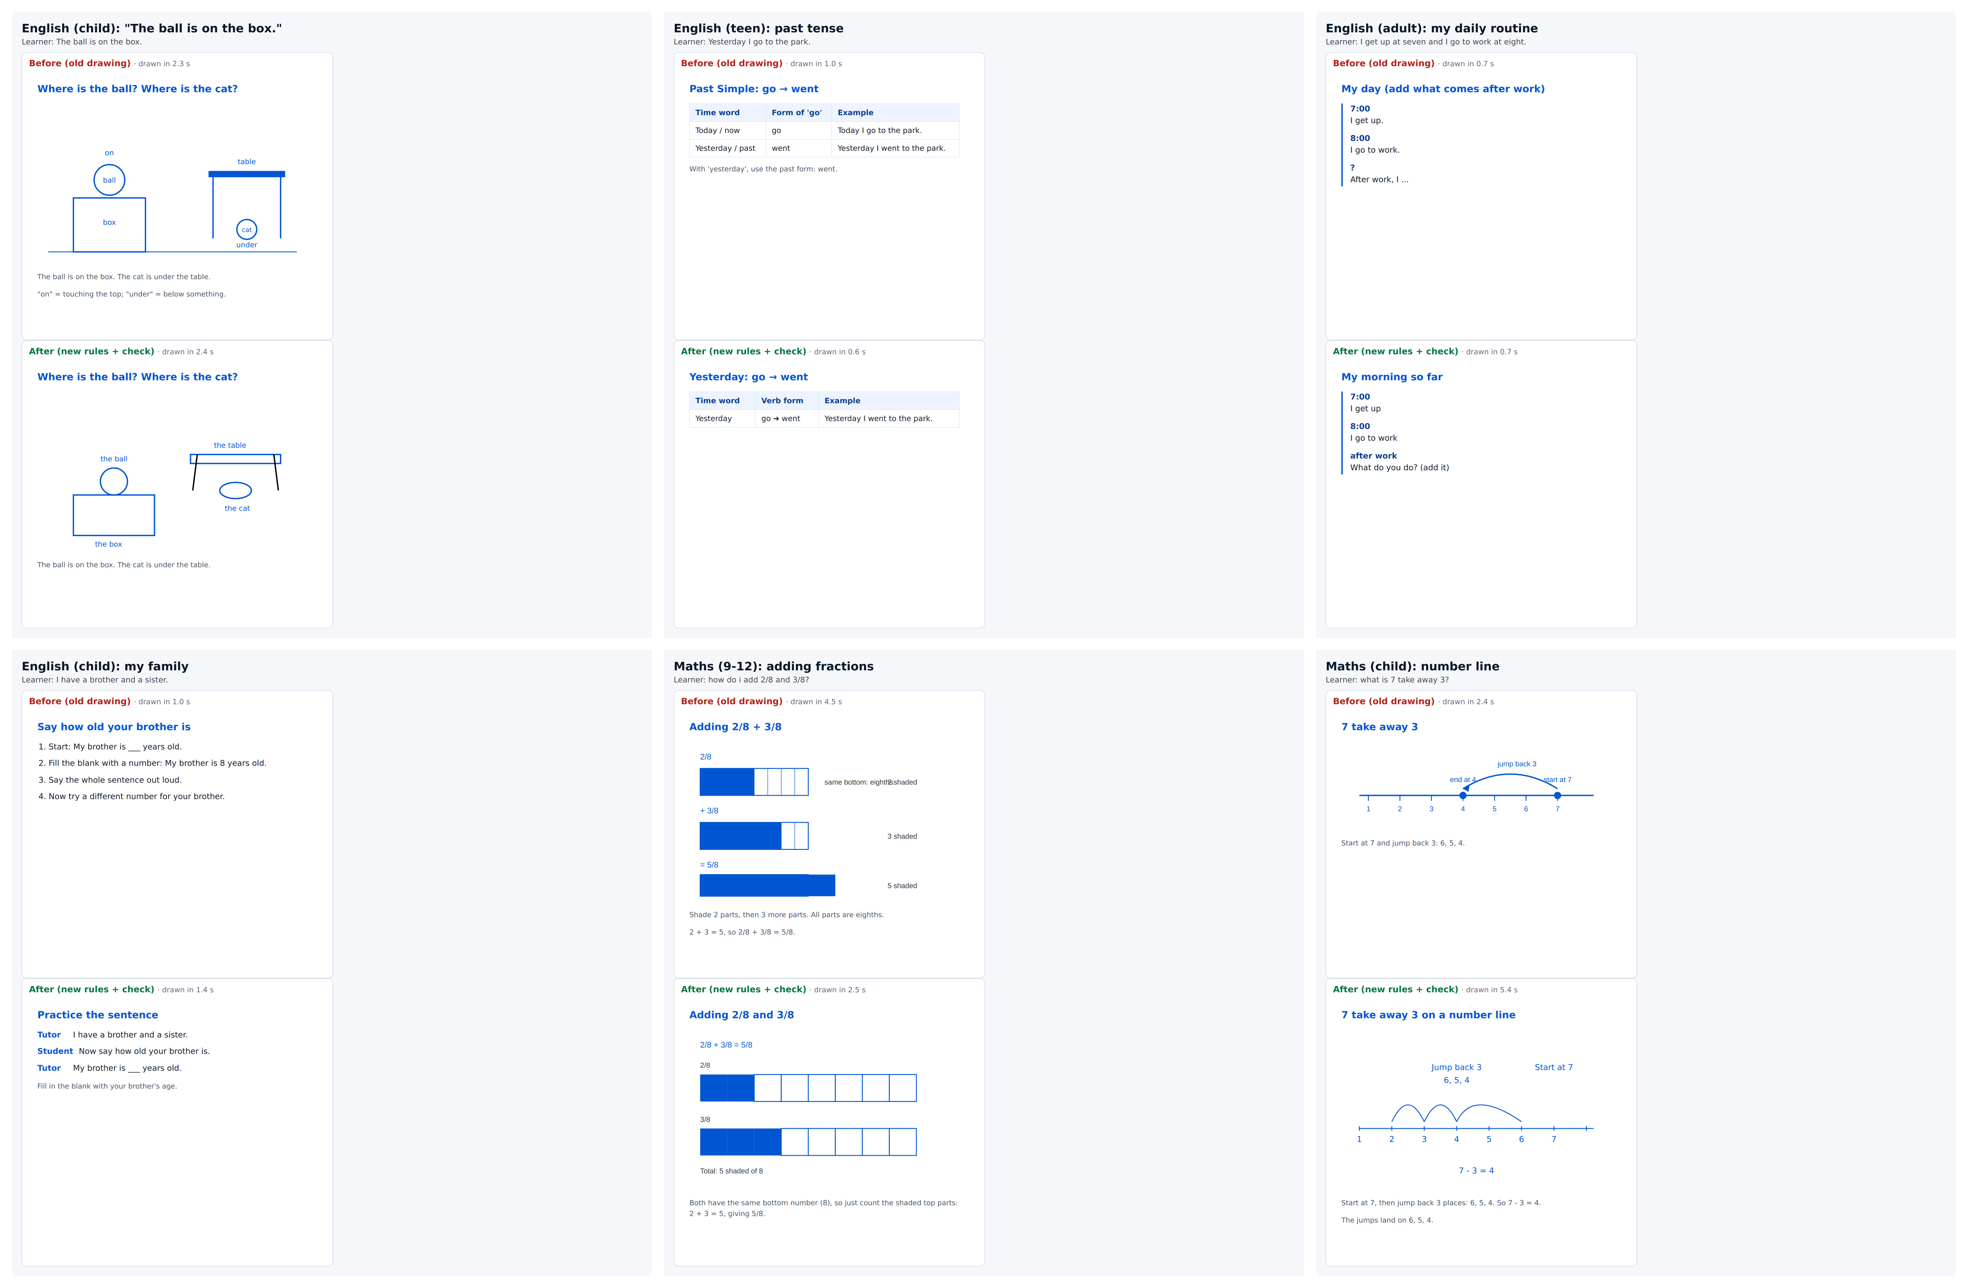 English (child): "The ball is on the box."
Learner: The ball is on the box.
Before (old drawing) · drawn in 2.3 s
Where is the ball? Where is the cat?
on
table
ball
box
cat
under
The ball is on the box. The cat is under the table.
"on" = touching the top; "under" = below something.
After (new rules + check) · drawn in 2.4 s
Where is the ball? Where is the cat?
the table
the ball
the cat
the box
The ball is on the box. The cat is under the table.
English (teen): past tense
Learner: Yesterday I go to the park.
Before (old drawing) · drawn in 1.0 s
Past Simple: go → went
Time word Form of 'go' Example
Today / now go Today I go to the park.
Yesterday / past went Yesterday I went to the park.
With 'yesterday', use the past form: went.
After (new rules + check) · drawn in 0.6 s
Yesterday: go → went
Time word Verb form Example
Yesterday go ➔ went Yesterday I went to the park.
English (adult): my daily routine
Learner: I get up at seven and I go to work at eight.
Before (old drawing) · drawn in 0.7 s
My day (add what comes after work)
7:00
I get up.
8:00
I go to work.
?
After work, I ...
After (new rules + check) · drawn in 0.7 s
My morning so far
7:00
I get up
8:00
I go to work
after work
What do you do? (add it)
English (child): my family
Learner: I have a brother and a sister.
Before (old drawing) · drawn in 1.0 s
Say how old your brother is
1. Start: My brother is ___ years old.
2. Fill the blank with a number: My brother is 8 years old.
3. Say the whole sentence out loud.
4. Now try a different number for your brother.
After (new rules + check) · drawn in 1.4 s
Practice the sentence
Tutor I have a brother and a sister.
Student Now say how old your brother is.
Tutor My brother is ___ years old.
Fill in the blank with your brother's age.
Maths (9-12): adding fractions
Learner: how do i add 2/8 and 3/8?
Before (old drawing) · drawn in 4.5 s
Adding 2/8 + 3/8
2/8
same bottom: eighths 2 shaded
+ 3/8
3 shaded
= 5/8
5 shaded
Shade 2 parts, then 3 more parts. All parts are eighths.
2 + 3 = 5, so 2/8 + 3/8 = 5/8.
After (new rules + check) · drawn in 2.5 s
Adding 2/8 and 3/8
2/8 + 3/8 = 5/8
2/8
3/8
Total: 5 shaded of 8
Both have the same bottom number (8), so just count the shaded top parts:
2 + 3 = 5, giving 5/8.
Maths (child): number line
Learner: what is 7 take away 3?
Before (old drawing) · drawn in 2.4 s
7 take away 3
jump back 3
end at 4 start at 7
1 2 3 4 5 6 7
Start at 7 and jump back 3: 6, 5, 4.
After (new rules + check) · drawn in 5.4 s
7 take away 3 on a number line
Jump back 3 Start at 7
6, 5, 4
1 2 3 4 5 6 7
7 - 3 = 4
Start at 7, then jump back 3 places: 6, 5, 4. So 7 - 3 = 4.
The jumps land on 6, 5, 4.